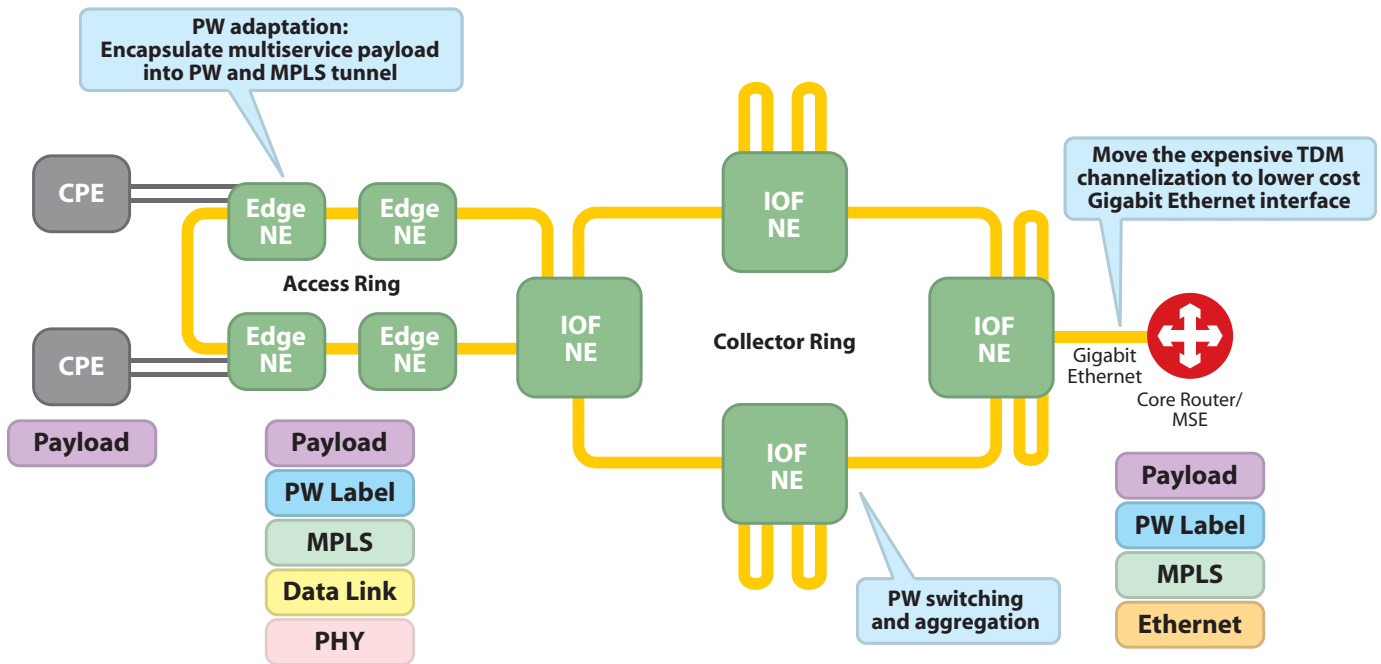 PW adaptation:
Encapsulate multiservice payload
into PW and MPLS tunnel
CPE
Edge
NE
Edge
NE
Access Ring
CPE
Edge
NE
Edge
NE
IOF
NE
IOF
NE
Collector Ring
IOF
NE
IOF
NE
Move the expensive TDM
channelization to lower cost
Gigabit Ethernet interface
Gigabit
Ethernet
Core Router/
MSE
PW switching
and aggregation
Payload
Payload
PW Label
MPLS
Data Link
PHY
Payload
PW Label
MPLS
Ethernet